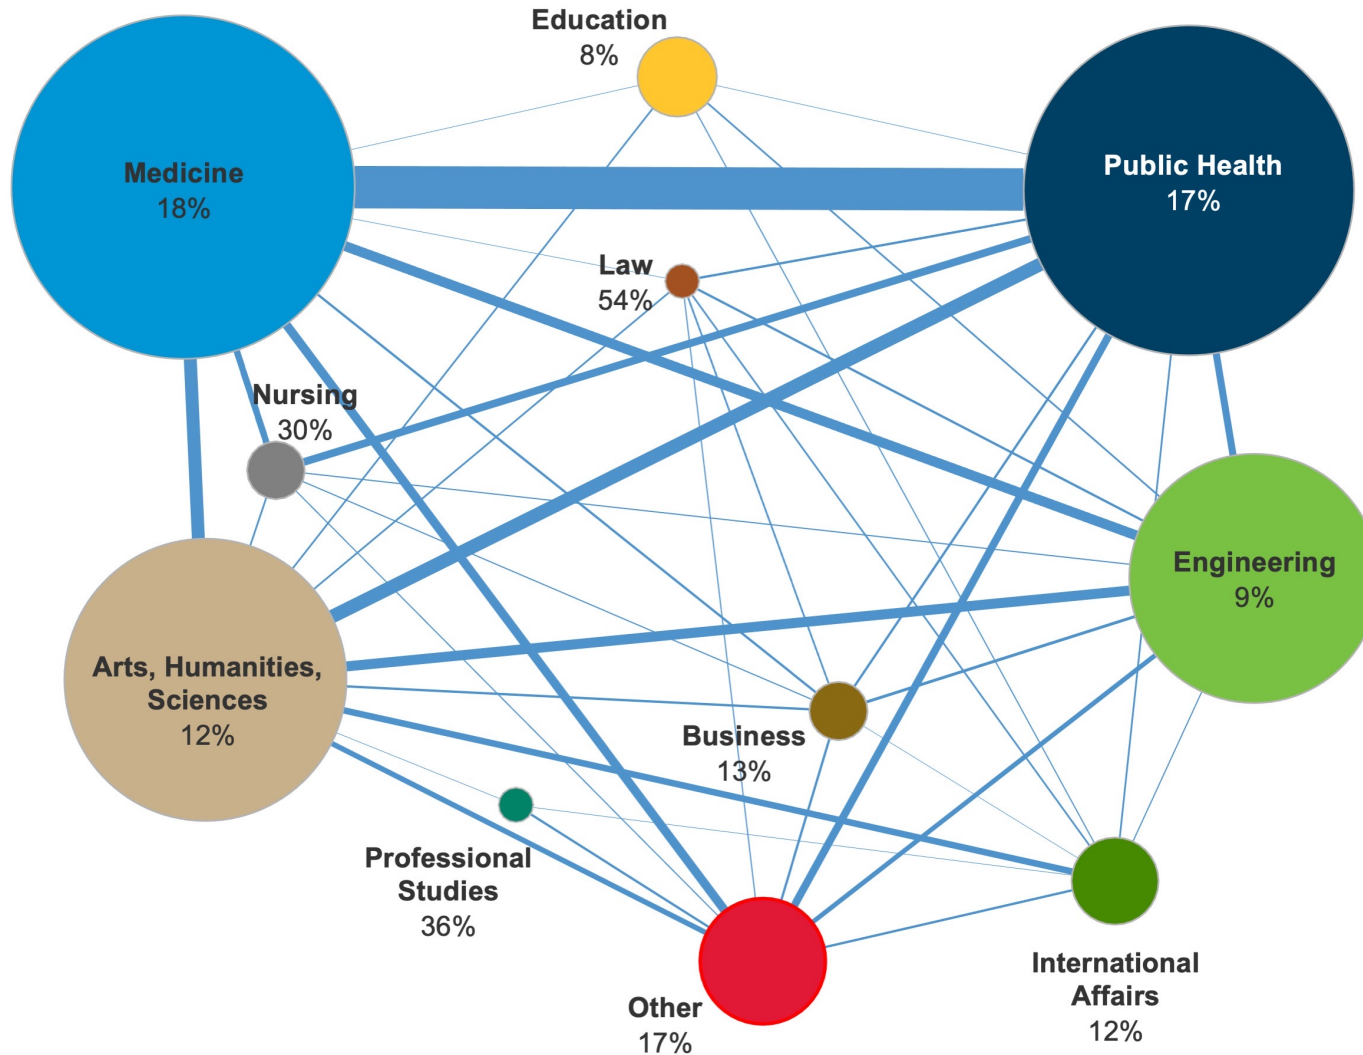 Education
8%
Medicine
18%
Public Health
17%
Law
54%
Nursing
30%
Engineering
9%
Arts, Humanities,
Sciences
12%
Business
13%
Professional
Studies
36%
International
Affairs
12%
Other
17%